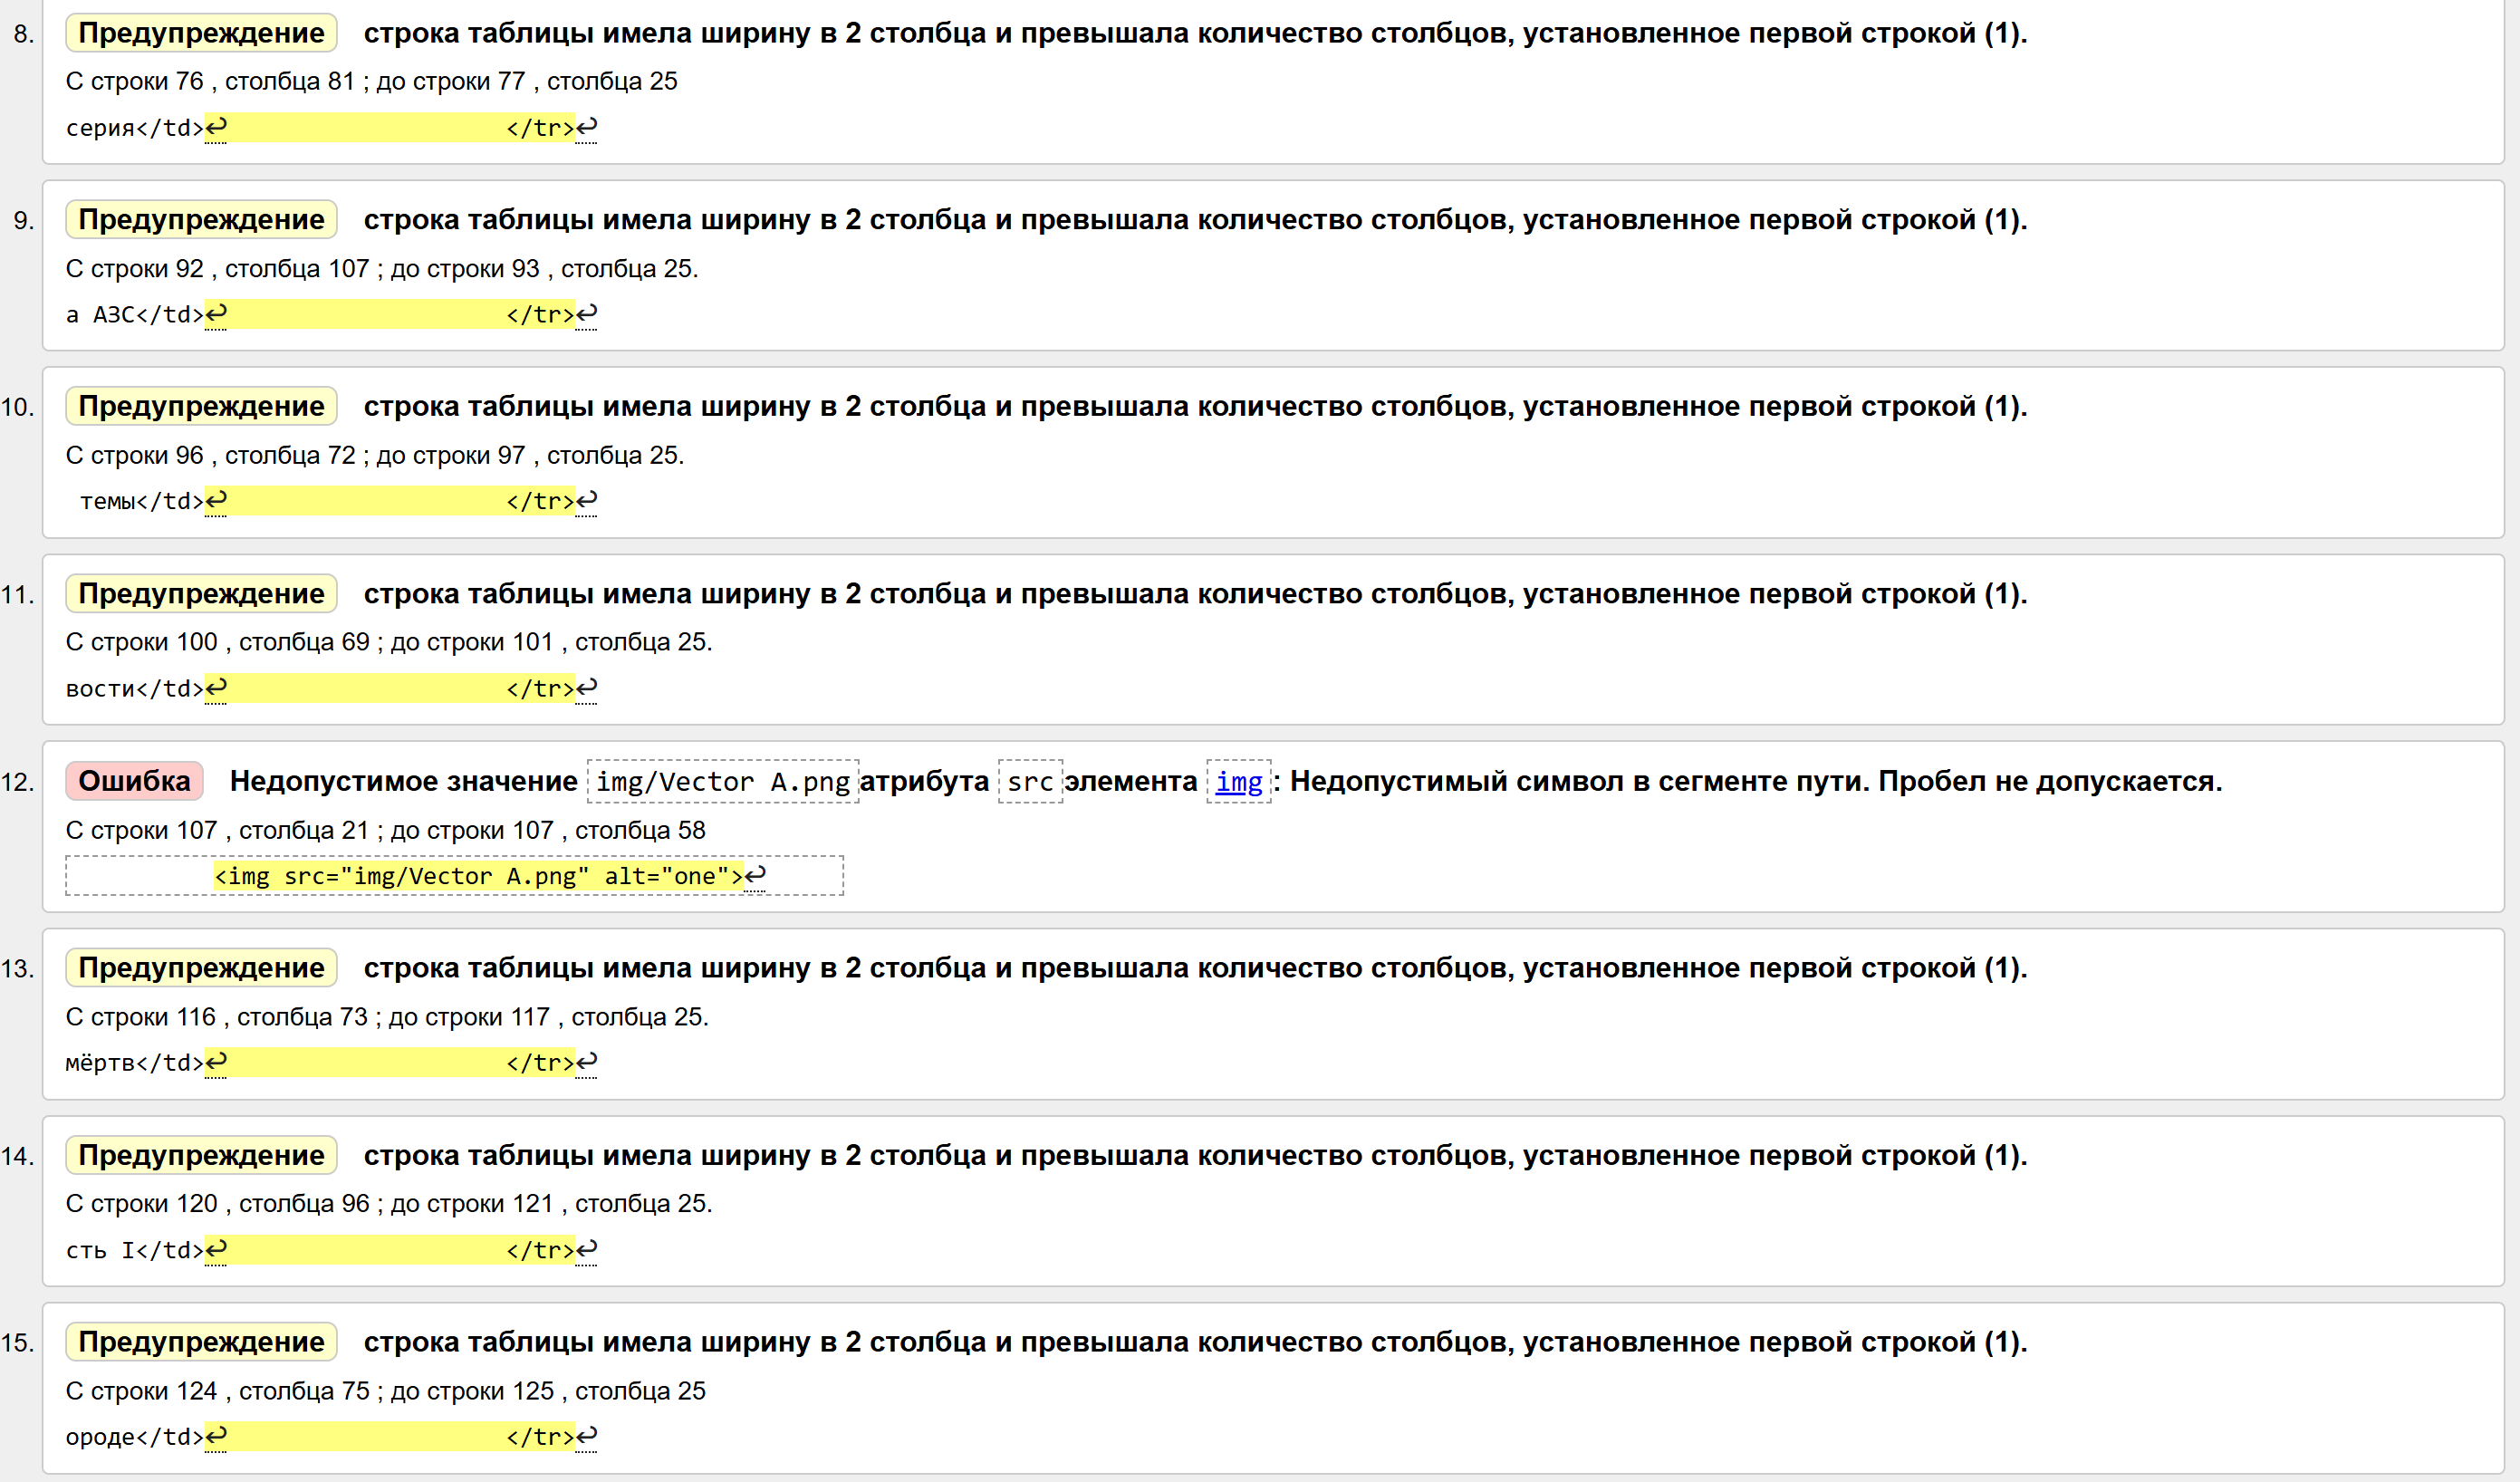 8. Предупреждение строка таблицы имела ширину в 2 столбца и превышала количество столбцов, установленное первой строкой (1).
С строки 76 , столбца 81 ; до строки 77 , столбца 25
серия</td>↩ </tr>↩
9. Предупреждение строка таблицы имела ширину в 2 столбца и превышала количество столбцов, установленное первой строкой (1).
С строки 92 , столбца 107 ; до строки 93 , столбца 25.
а АЗС</td>↩ </tr>↩
10. Предупреждение строка таблицы имела ширину в 2 столбца и превышала количество столбцов, установленное первой строкой (1).
С строки 96 , столбца 72 ; до строки 97 , столбца 25.
темы</td>↩ </tr>↩
11. Предупреждение строка таблицы имела ширину в 2 столбца и превышала количество столбцов, установленное первой строкой (1).
С строки 100 , столбца 69 ; до строки 101 , столбца 25.
вости</td>↩ </tr>↩
12. Ошибка Недопустимое значение img/Vector A.png атрибута src элемента img : Недопустимый символ в сегменте пути. Пробел не допускается.
С строки 107 , столбца 21 ; до строки 107 , столбца 58
<img src="img/Vector A.png" alt="one">↩
13. Предупреждение строка таблицы имела ширину в 2 столбца и превышала количество столбцов, установленное первой строкой (1).
С строки 116 , столбца 73 ; до строки 117 , столбца 25.
мёртв</td>↩ </tr>↩
14. Предупреждение строка таблицы имела ширину в 2 столбца и превышала количество столбцов, установленное первой строкой (1).
С строки 120 , столбца 96 ; до строки 121 , столбца 25.
сть I</td>↩ </tr>↩
15. Предупреждение строка таблицы имела ширину в 2 столбца и превышала количество столбцов, установленное первой строкой (1).
С строки 124 , столбца 75 ; до строки 125 , столбца 25
ороде</td>↩ </tr>↩